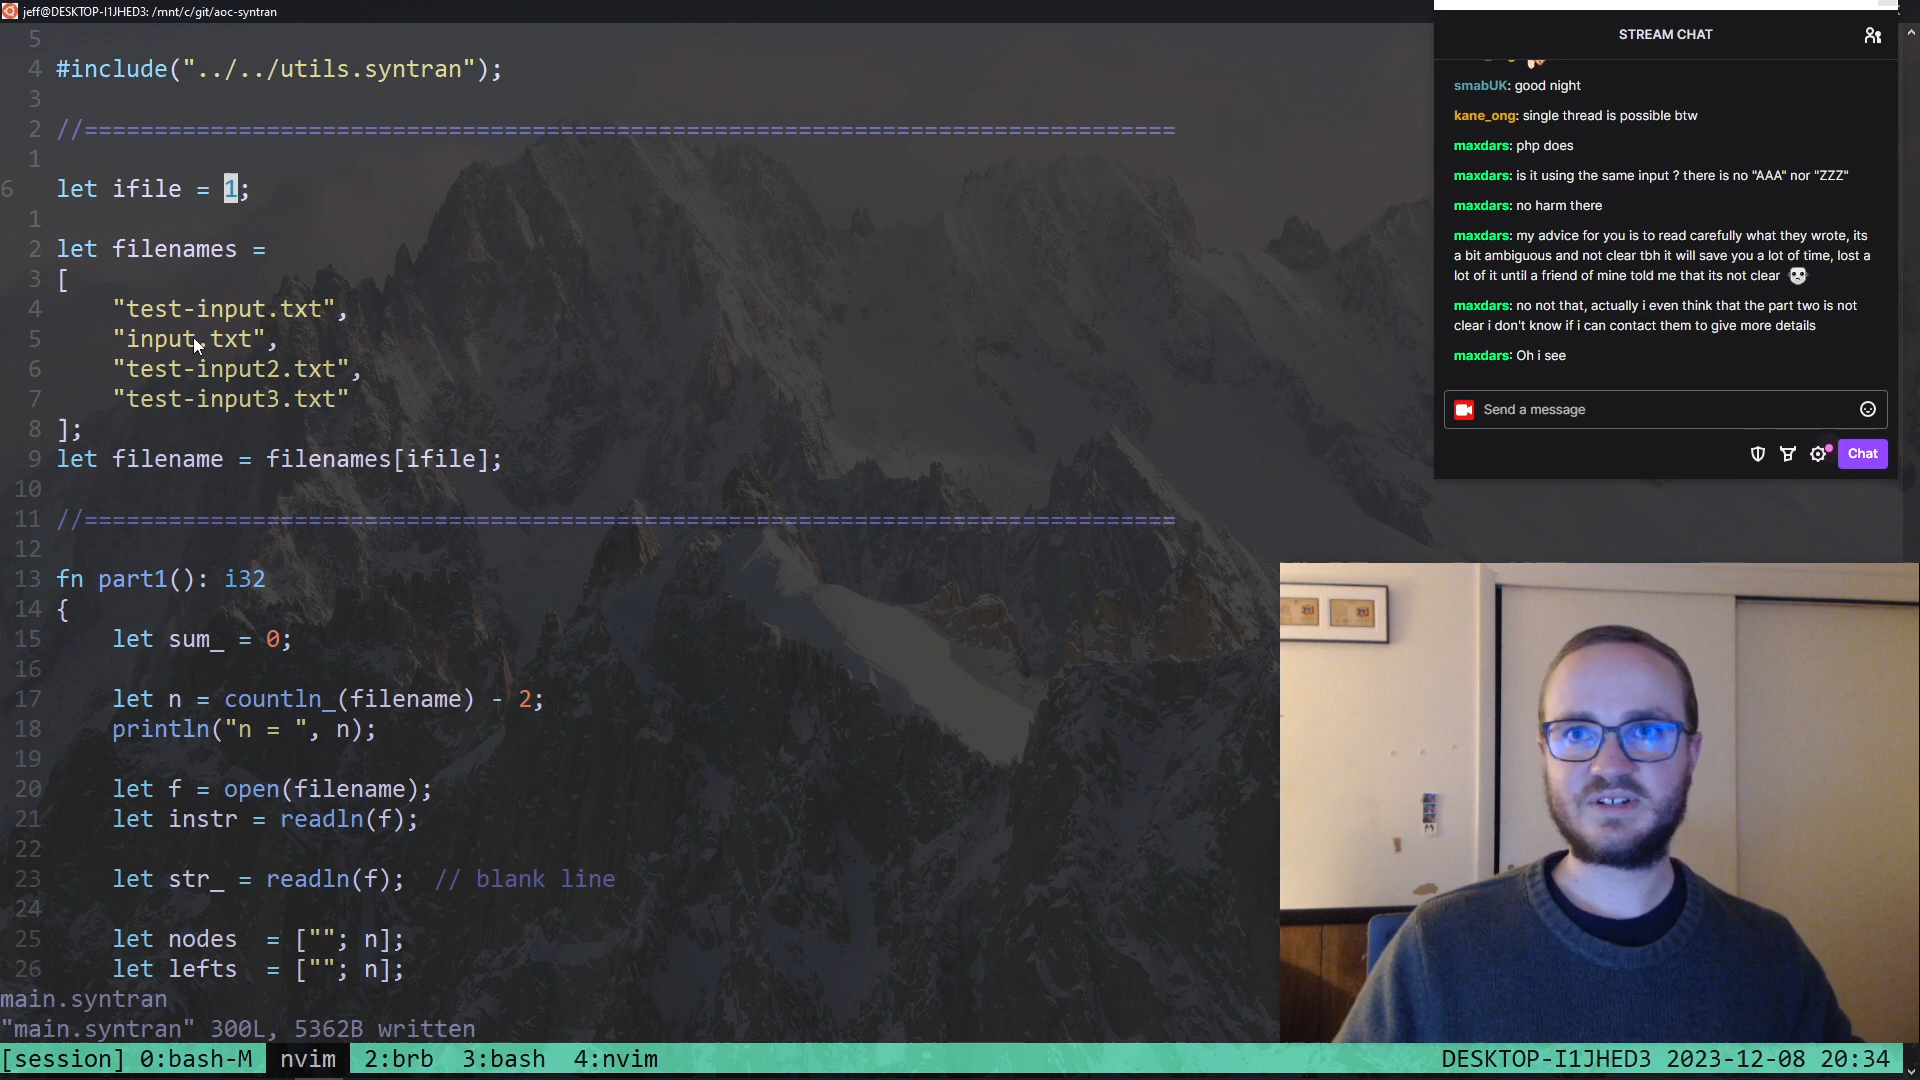 jeff@DESKTOP-I1JHED3: /mnt/c/git/aoc-syntran
5
4 #include("../../utils.syntran");
3
2 //==============================================================================
1
6 let ifile = 1;
1
2 let filenames =
3 [
4 "test-input.txt",
5 "input.txt",
6 "test-input2.txt",
7 "test-input3.txt"
8 ];
9 let filename = filenames[ifile];
10
11 //==============================================================================
12
13 fn part1(): i32
14 {
15 let sum_ = 0;
16
17 let n = countln_(filename) - 2;
18 println("n = ", n);
19
20 let f = open(filename);
21 let instr = readln(f);
22
23 let str_ = readln(f); // blank line
24
25 let nodes = [""; n];
26 let lefts = [""; n];
main.syntran
"main.syntran" 300L, 5362B written
[session] 0:bash-M nvim 2:brb 3:bash 4:nvim DESKTOP-I1JHED3 2023-12-08 20:34
STREAM CHAT
smabUK: good night
kane_ong: single thread is possible btw
maxdars: php does
maxdars: is it using the same input ? there is no "AAA" nor "ZZZ"
maxdars: no harm there
maxdars: my advice for you is to read carefully what they wrote, its
a bit ambiguous and not clear tbh it will save you a lot of time, lost a
lot of it until a friend of mine told me that its not clear
maxdars: no not that, actually i even think that the part two is not
clear i don't know if i can contact them to give more details
maxdars: Oh i see
Send a message
Chat